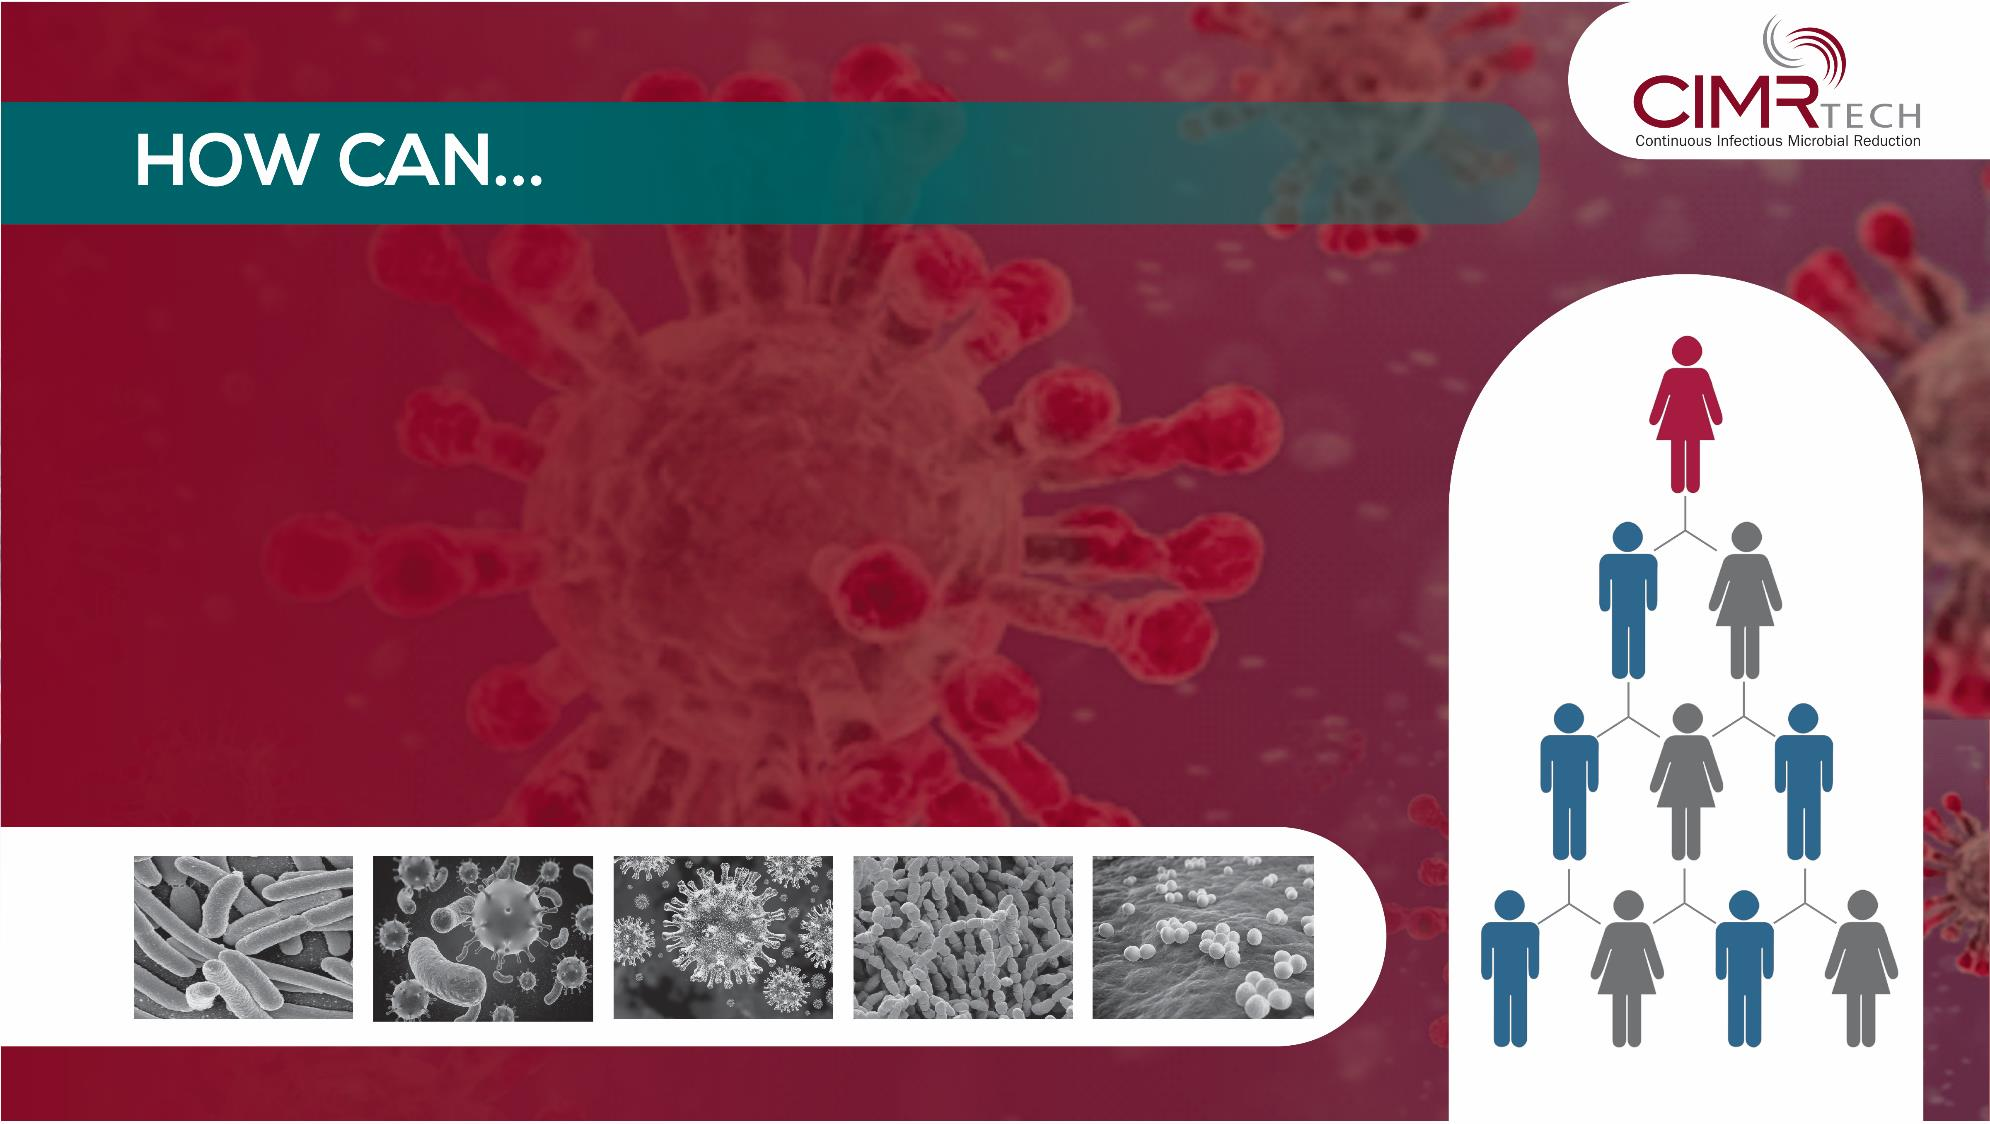 HOW CAN...
CIMRTECH
Continuous Infectious Microbial Reduction